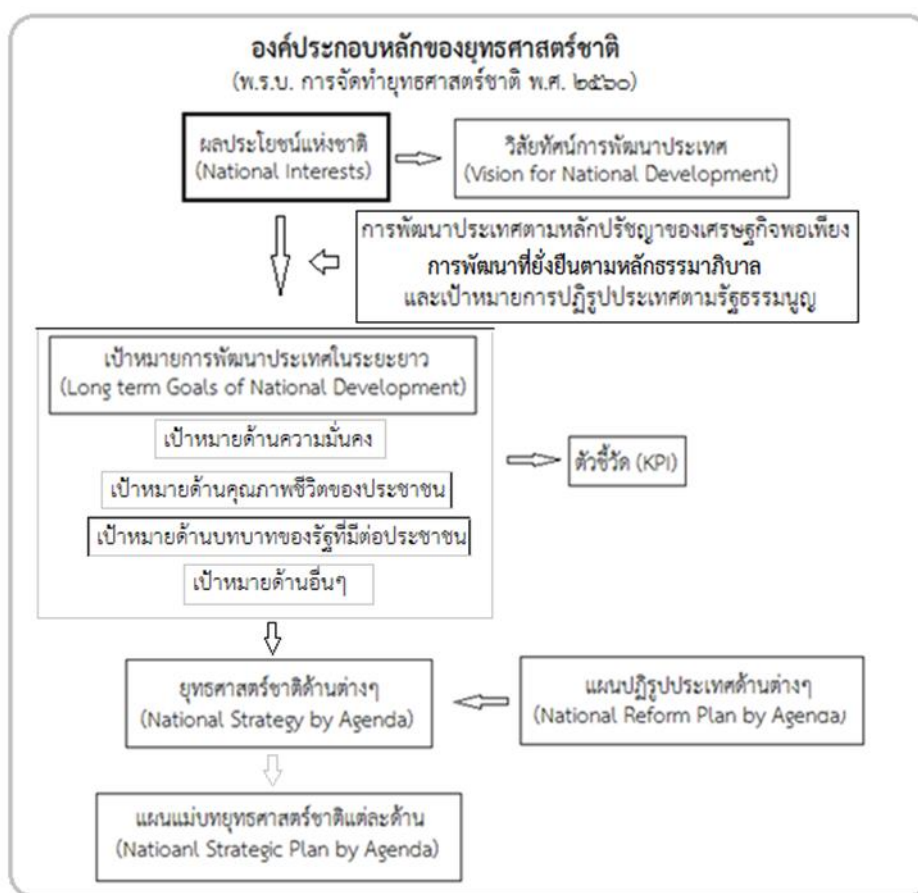 องค์ประกอบหลักของยุทธศาสตร์ชาติ
(พ.ร.บ. การจัดทำยุทธศาสตร์ชาติ พ.ศ. ๒๕๖๐)
ผลประโยชน์แห่งชาติ
(National Interests)
วิสัยทัศน์การพัฒนาประเทศ
(Vision for National Development)
การพัฒนาประเทศตามหลักปรัชญาของเศรษฐกิจพอเพียง
การพัฒนาที่ยั่งยืนตามหลักธรรมาภิบาล
และเป้าหมายการปฏิรูปประเทศตามรัฐธรรมนูญ
เป้าหมายการพัฒนาประเทศในระยะยาว
(Long term Goals of National Development)
เป้าหมายด้านความมั่นคง
เป้าหมายด้านคุณภาพชีวิตของประชาชน
เป้าหมายด้านบทบาทของรัฐที่มีต่อประชาชน
เป้าหมายด้านอื่นๆ
ตัวชี้วัด (KPI)
ยุทธศาสตร์ชาติด้านต่างๆ
(National Strategy by Agenda)
แผนปฏิรูปประเทศด้านต่างๆ
(National Reform Plan by Agenda)
แผนแม่บทยุทธศาสตร์ชาติแต่ละด้าน
(Natioanl Strategic Plan by Agenda)